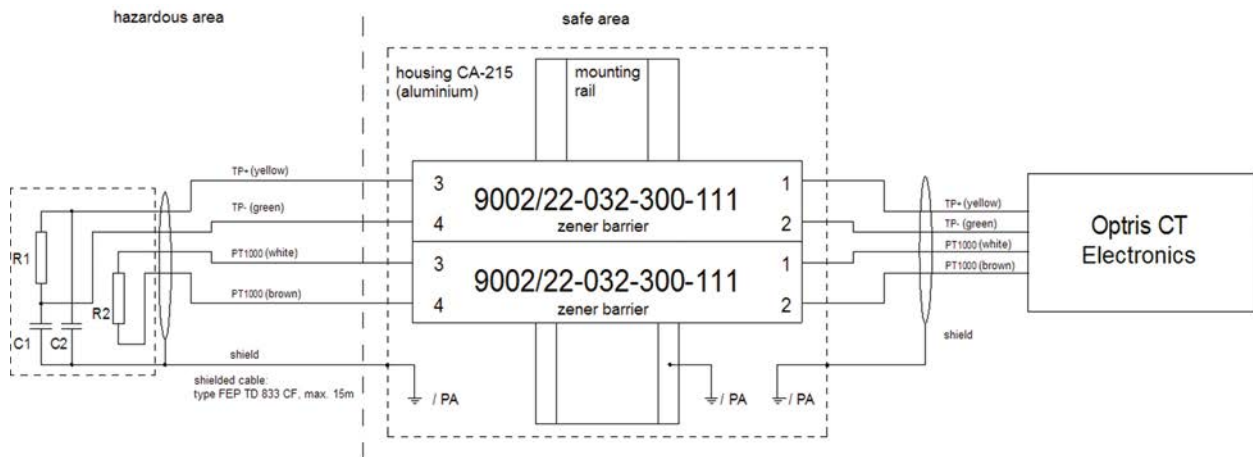 hazardous area
safe area
housing CA-215
(aluminium)
mounting
rail
TP+ (yellow)
TP- (green)
PT1000 (white)
PT1000 (brown)
R1
R2
C1
C2
shield
shielded cable:
type FEP TD 833 CF, max. 15m
3
4
9002/22-032-300-111
zener barrier
1
2
3
4
9002/22-032-300-111
zener barrier
1
2
/ PA
/ PA
/ PA
TP+ (yellow)
TP- (green)
PT1000 (white)
PT1000 (brown)
shield
Optris CT
Electronics